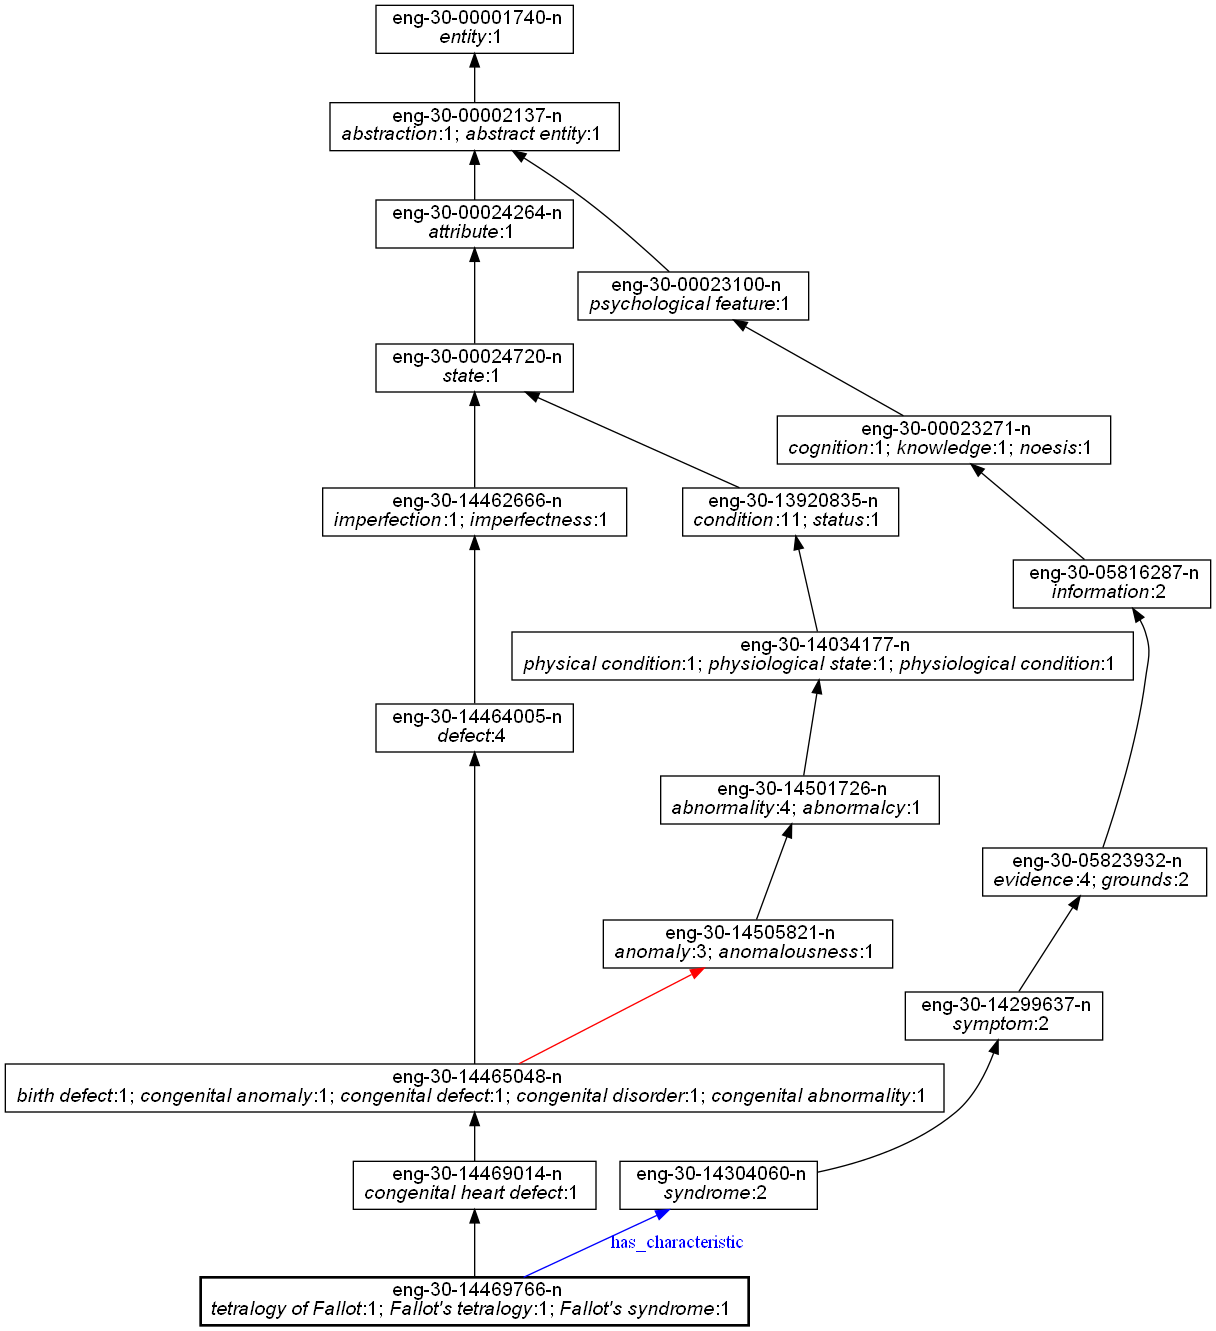 eng-30-00001740-n
entity:1
eng-30-00002137-n
abstraction:1; abstract entity:1
eng-30-00024264-n
attribute:1
eng-30-00023100-n
psychological feature:1
eng-30-00024720-n
state:1
eng-30-00023271-n
cognition:1; knowledge:1; noesis:1
eng-30-14462666-n
imperfection:1; imperfectness:1
eng-30-13920835-n
condition:11; status:1
eng-30-05816287-n
information:2
eng-30-14034177-n
physical condition:1; physiological state:1; physiological condition:1
eng-30-14464005-n
defect:4
eng-30-14501726-n
abnormality:4; abnormalcy:1
eng-30-05823932-n
evidence:4; grounds:2
eng-30-14505821-n
anomaly:3; anomalousness:1
eng-30-14299637-n
symptom:2
eng-30-14465048-n
birth defect:1; congenital anomaly:1; congenital defect:1; congenital disorder:1; congenital abnormality:1
eng-30-14469014-n
congenital heart defect:1
eng-30-14304060-n
syndrome:2
has_characteristic
eng-30-14469766-n
tetralogy of Fallot:1; Fallot's tetralogy:1; Fallot's syndrome:1